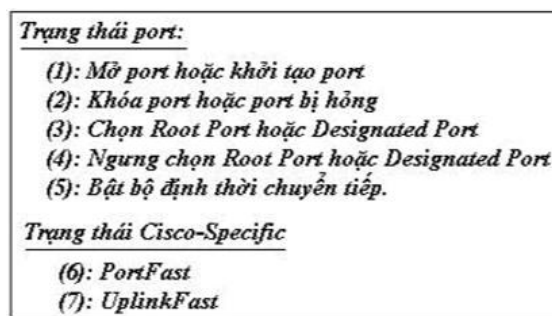 Trạng thái port:
(1): Mở port hoặc khởi tạo port
(2): Khóa port hoặc port bị hỏng
(3): Chọn Root Port hoặc Designated Port
(4): Ngưng chọn Root Port hoặc Designated Port
(5): Bật bộ định thời chuyển tiếp.
Trạng thái Cisco-Specific
(6): PortFast
(7): UplinkFast